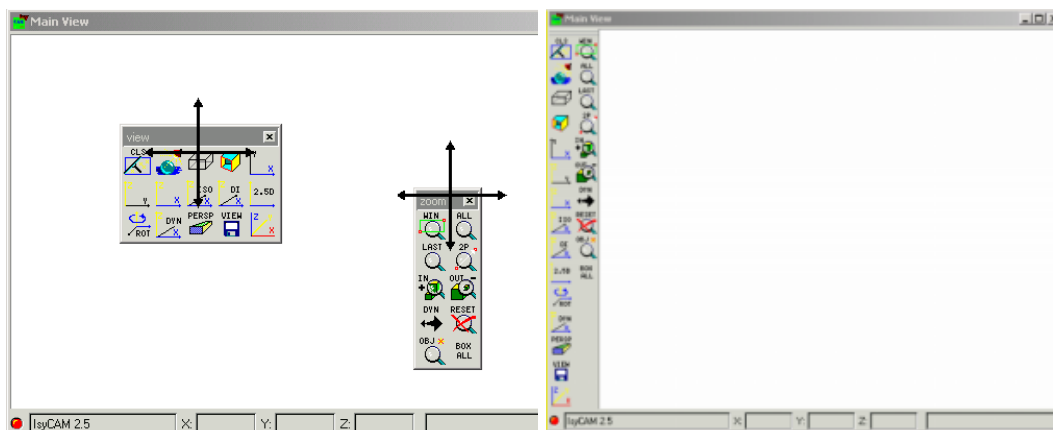 Main View
view
CLS
Y
X
Z
Y
Z
X
ISO
X
DI
X
2.5D
ROT
DYN
X
PERSP
VIEW
Z
X
zoom
WIN
ALL
LAST
2P
IN
OUT
DYN
RESET
OBJ
BOX
ALL
IsyCAM 2.5
X:
Y:
Z:
Main View
CLS
WIN
ALL
LAST
2P
IN
X
OUT
Y
DYN
X
ISO
RESET
X
DI
OBJ
X
2.5D
BOX
ALL
ROT
DYN
X
PERSP
VIEW
Z
X
IsyCAM 2.5
X:
Y:
Z: